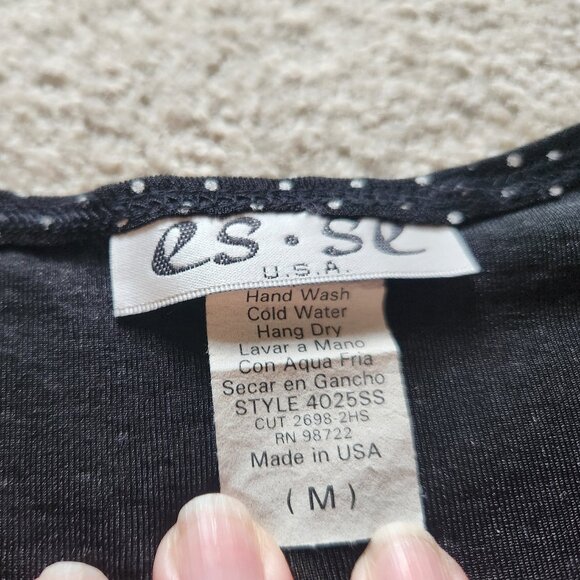 es.se
U.S.A.
Hand Wash
Cold Water
Hang Dry
Lavar a Mano
Con Aqua Fria
Secar en Gancho
STYLE 4025SS
CUT 2698-2HS
RN 98722
Made in USA
(M)